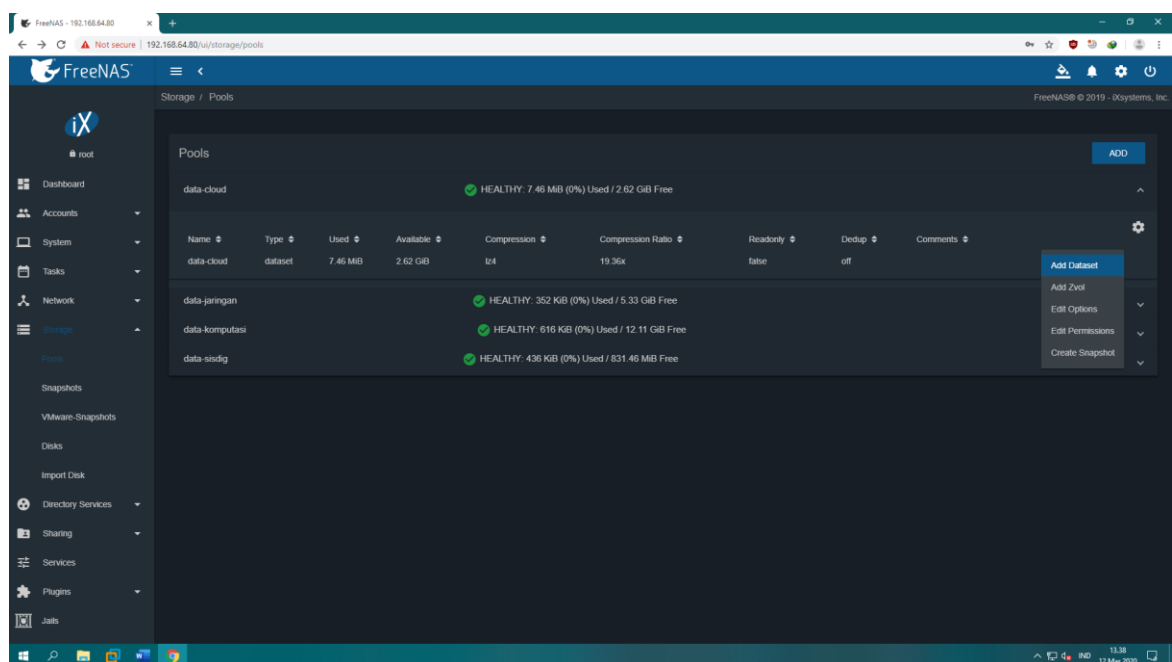 FreeNAS - 192.168.64.80
Not secure | 192.168.64.80/ui/storage/pools
FreeNAS
Storage / Pools
FreeNAS® © 2019 - iXsystems, Inc.
iX
root
Dashboard
Accounts
System
Tasks
Network
Storage
Pools
Snapshots
VMware-Snapshots
Disks
Import Disk
Directory Services
Sharing
Services
Plugins
Jails
Pools
ADD
data-cloud HEALTHY: 7.46 MiB (0%) Used / 2.62 GiB Free
Name Type Used Available Compression Compression Ratio Readonly Dedup Comments
data-cloud dataset 7.46 MiB 2.62 GiB lz4 19.36x false off
Add Dataset
Add Zvol
Edit Options
Edit Permissions
Create Snapshot
data-jaringan HEALTHY: 352 KiB (0%) Used / 5.33 GiB Free
data-komputasi HEALTHY: 616 KiB (0%) Used / 12.11 GiB Free
data-sisdig HEALTHY: 436 KiB (0%) Used / 831.46 MiB Free
IND
13.38
12 Mar 2020